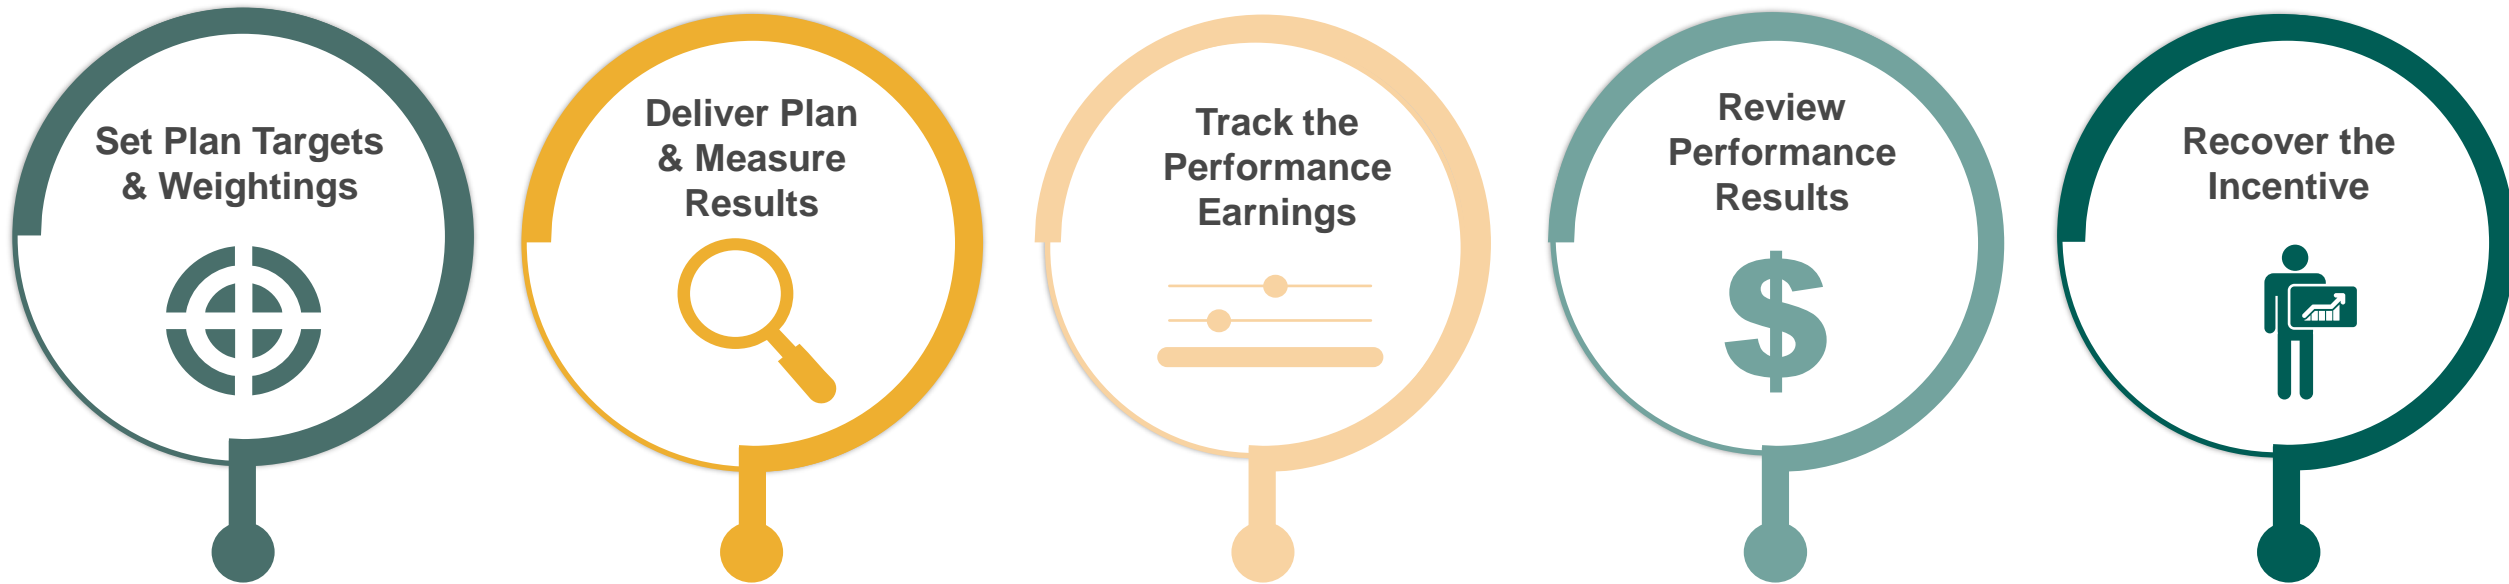 Set Plan Targets
& Weightings
Deliver Plan
& Measure
Results
Track the
Performance
Earnings
Review
Performance
Results
$
Recover the
Incentive